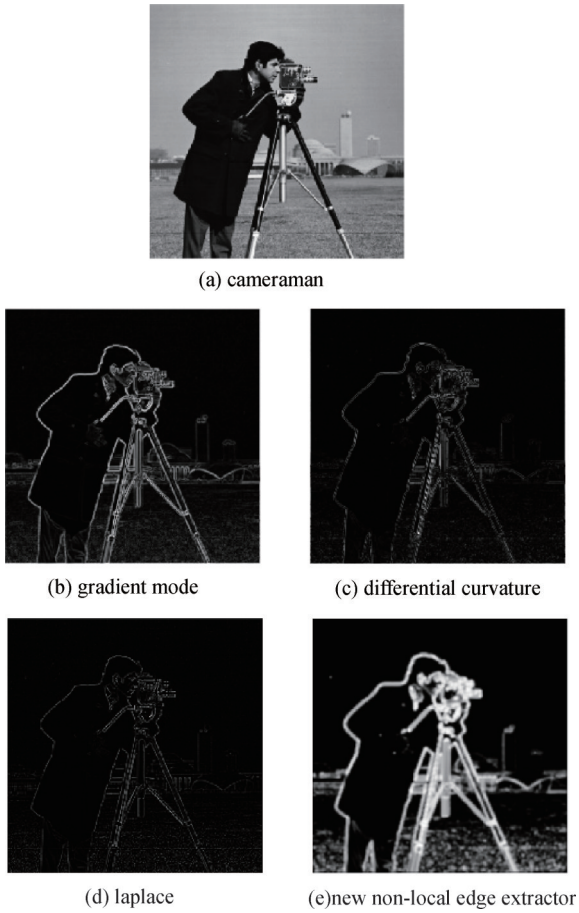 (a) cameraman
(b) gradient mode
(c) differential curvature
(d) laplace
(e)new non-local edge extractor